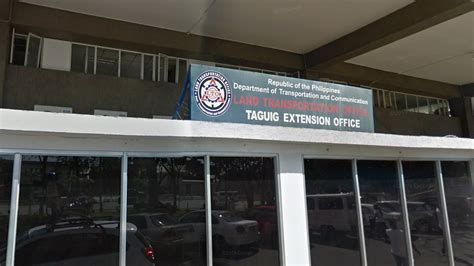 Republic of the Philippines
Department of Transportation and Communication
LAND TRANSPORTATION OFFICE
TAGUIG EXTENSION OFFICE